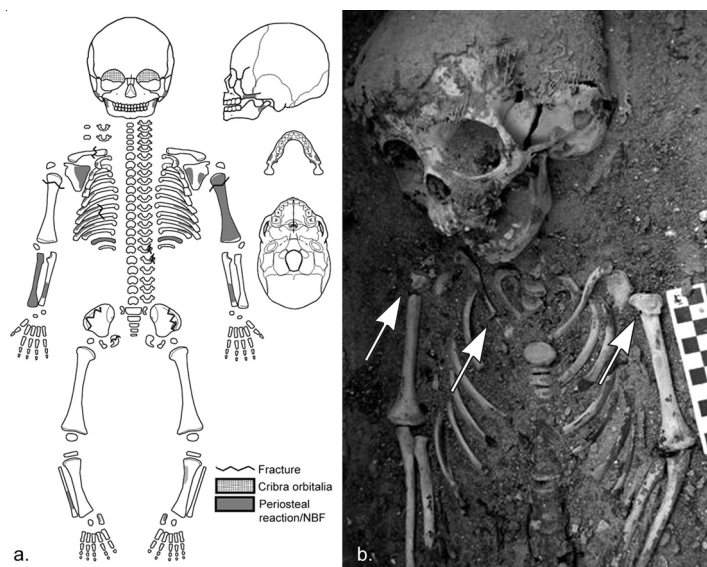 Fracture
Cribra orbitalia
Periosteal
reaction/NBF
a.
b.